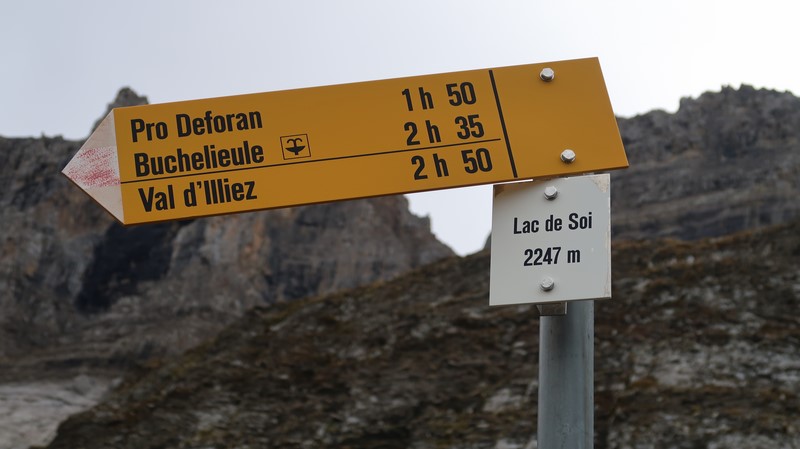 Pro Deforan 1 h 50
Buchelieule 2 h 35
Val d'Illiez 2 h 50
Lac de Soi
2247 m